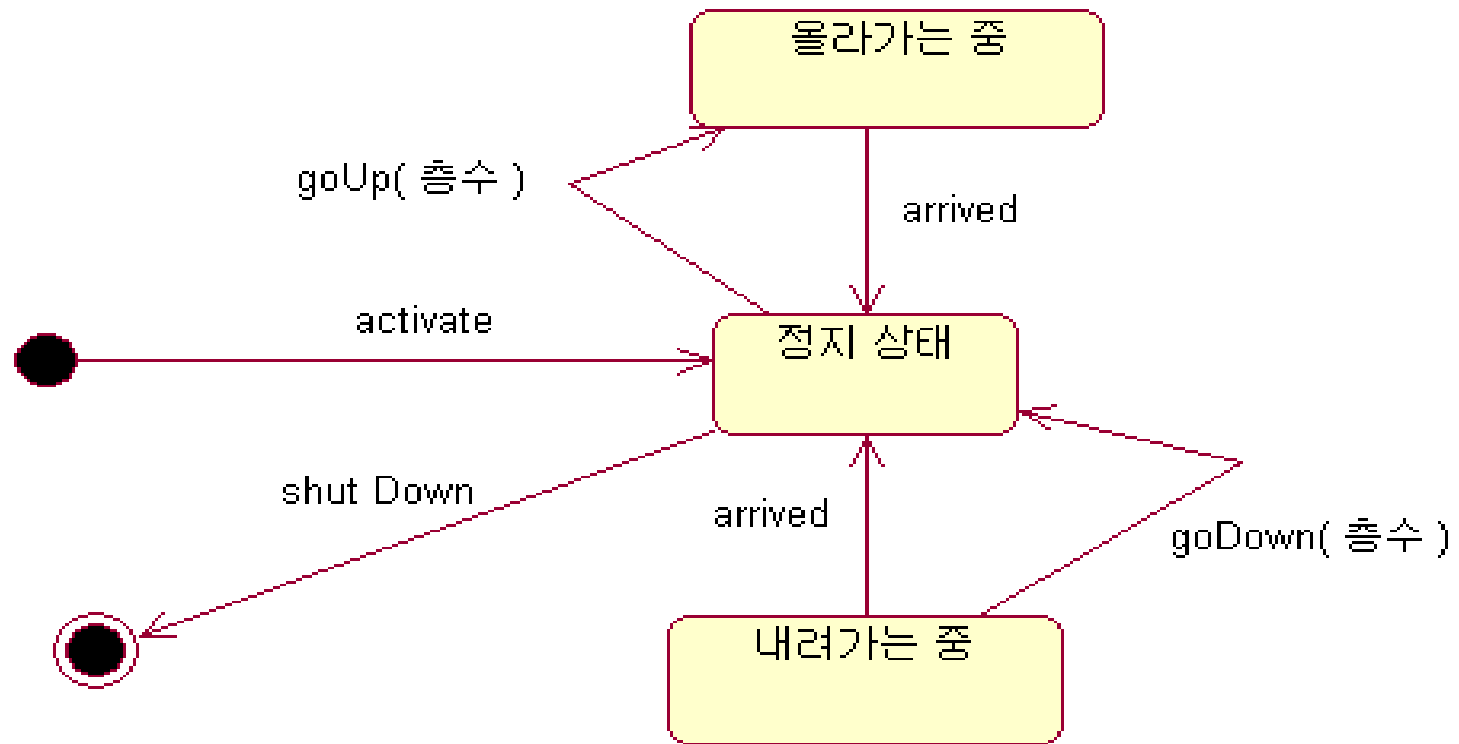 올라가는 중
goUp( 층수 )
arrived
activate
정지 상태
shut Down
arrived
goDown( 층수 )
내려가는 중